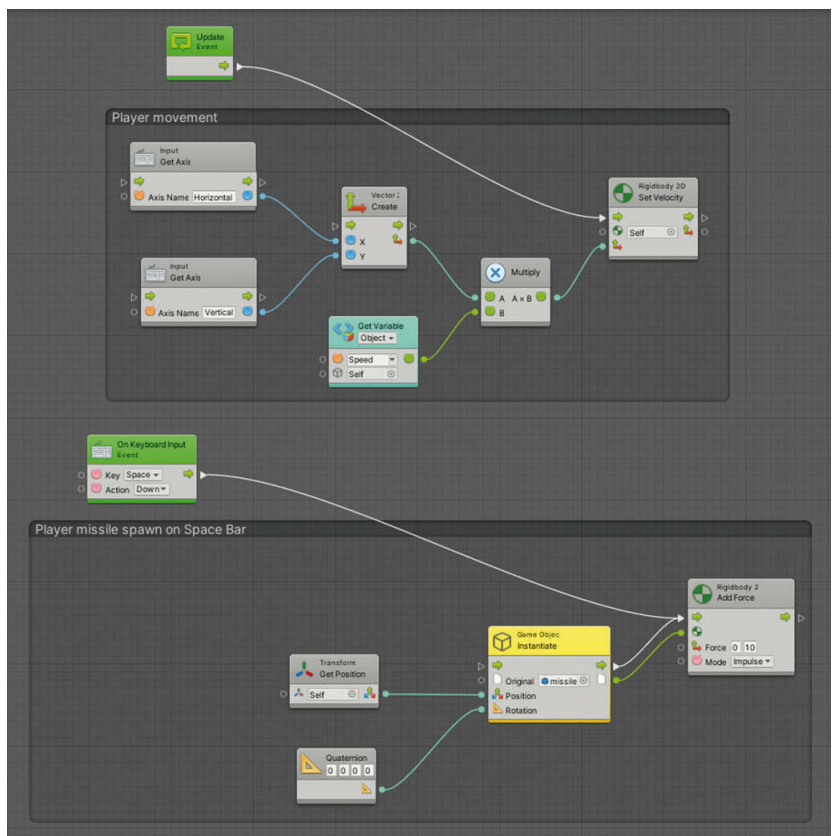 Update
Event
Player movement
Input
Get Axis
Axis Name Horizontal
Vector 2
Create
X
Y
Rigidbody 2D
Set Velocity
Self
Input
Get Axis
Axis Name Vertical
Multiply
A A × B
B
Get Variable
Object
Speed
Self
On Keyboard Input
Event
Key Space
Action Down
Player missile spawn on Space Bar
Rigidbody 2
Add Force
Force 0 10
Mode Impulse
Game Objec
Instantiate
Original missile
Position
Rotation
Transform
Get Position
Self
Quaternion
0 0 0 0